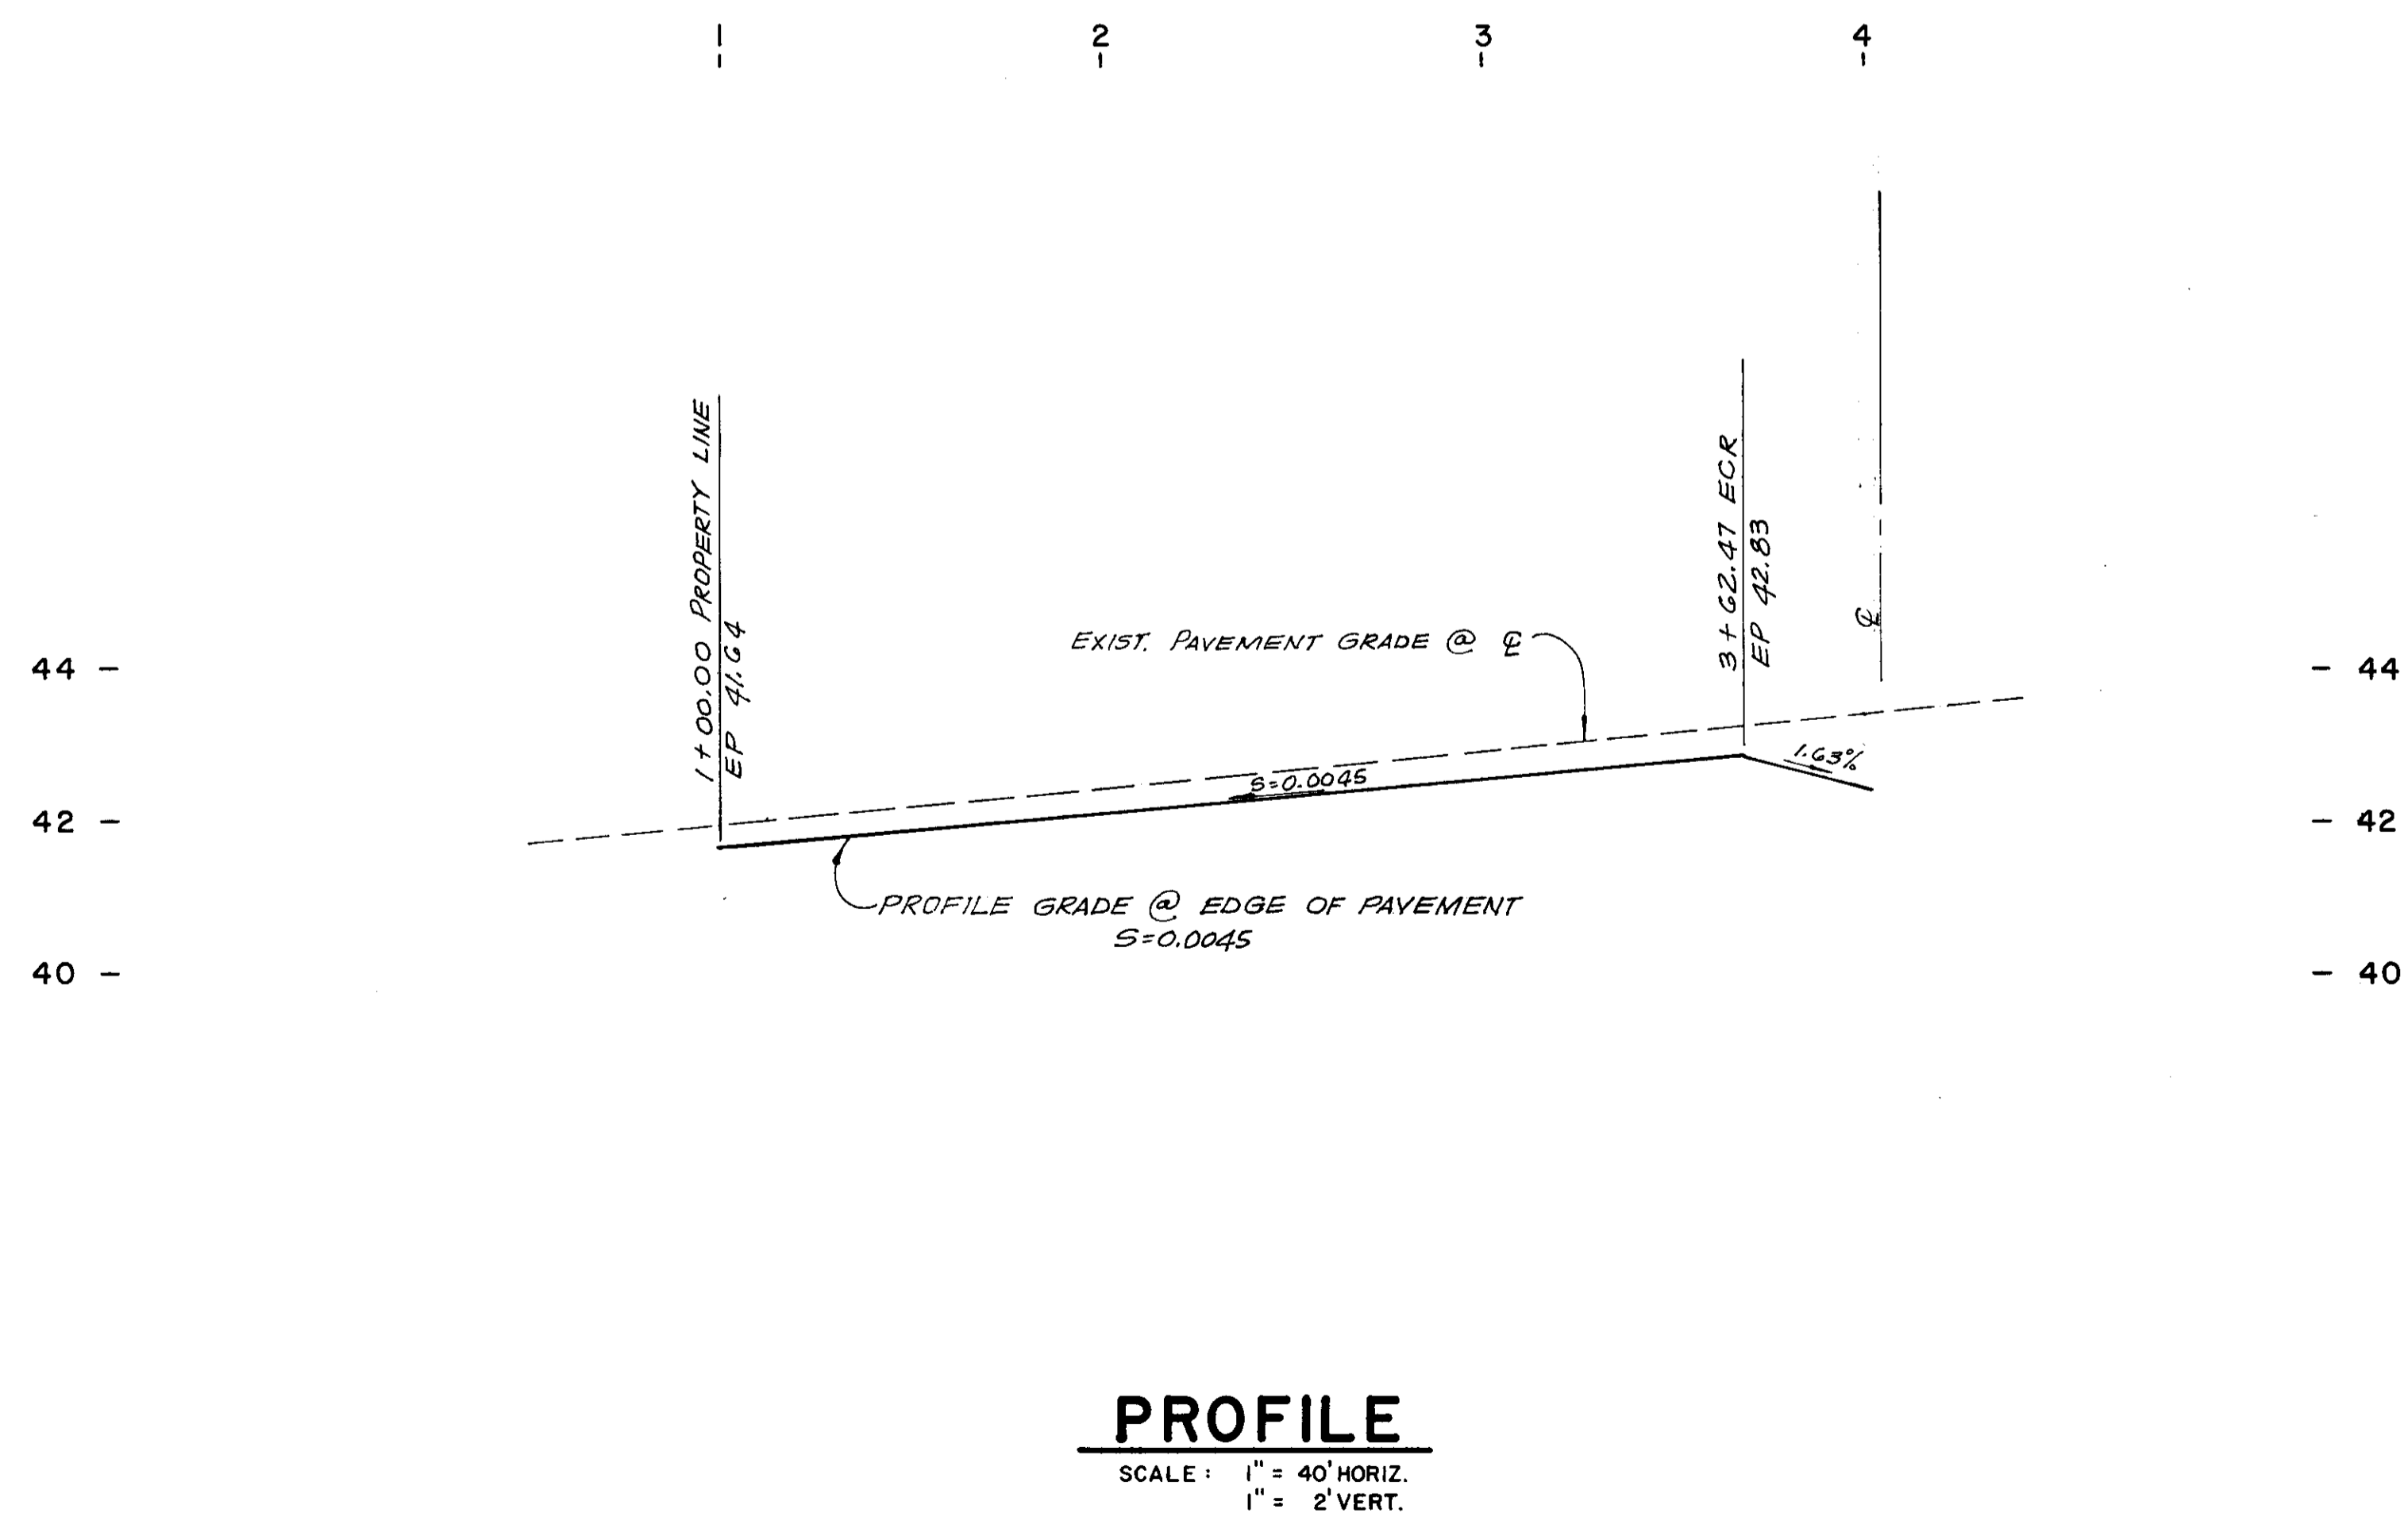 1 2 3 4
1+00.00 PROPERTY LINE
EP 41.64
3+62.47 ECR
EP 42.83
℄
EXIST. PAVEMENT GRADE @ ℄
44 - - 44
1.63%
S=0.0045
42 - - 42
PROFILE GRADE @ EDGE OF PAVEMENT
S=0.0045
40 - - 40
PROFILE
SCALE: 1" = 40' HORIZ.
1" = 2' VERT.